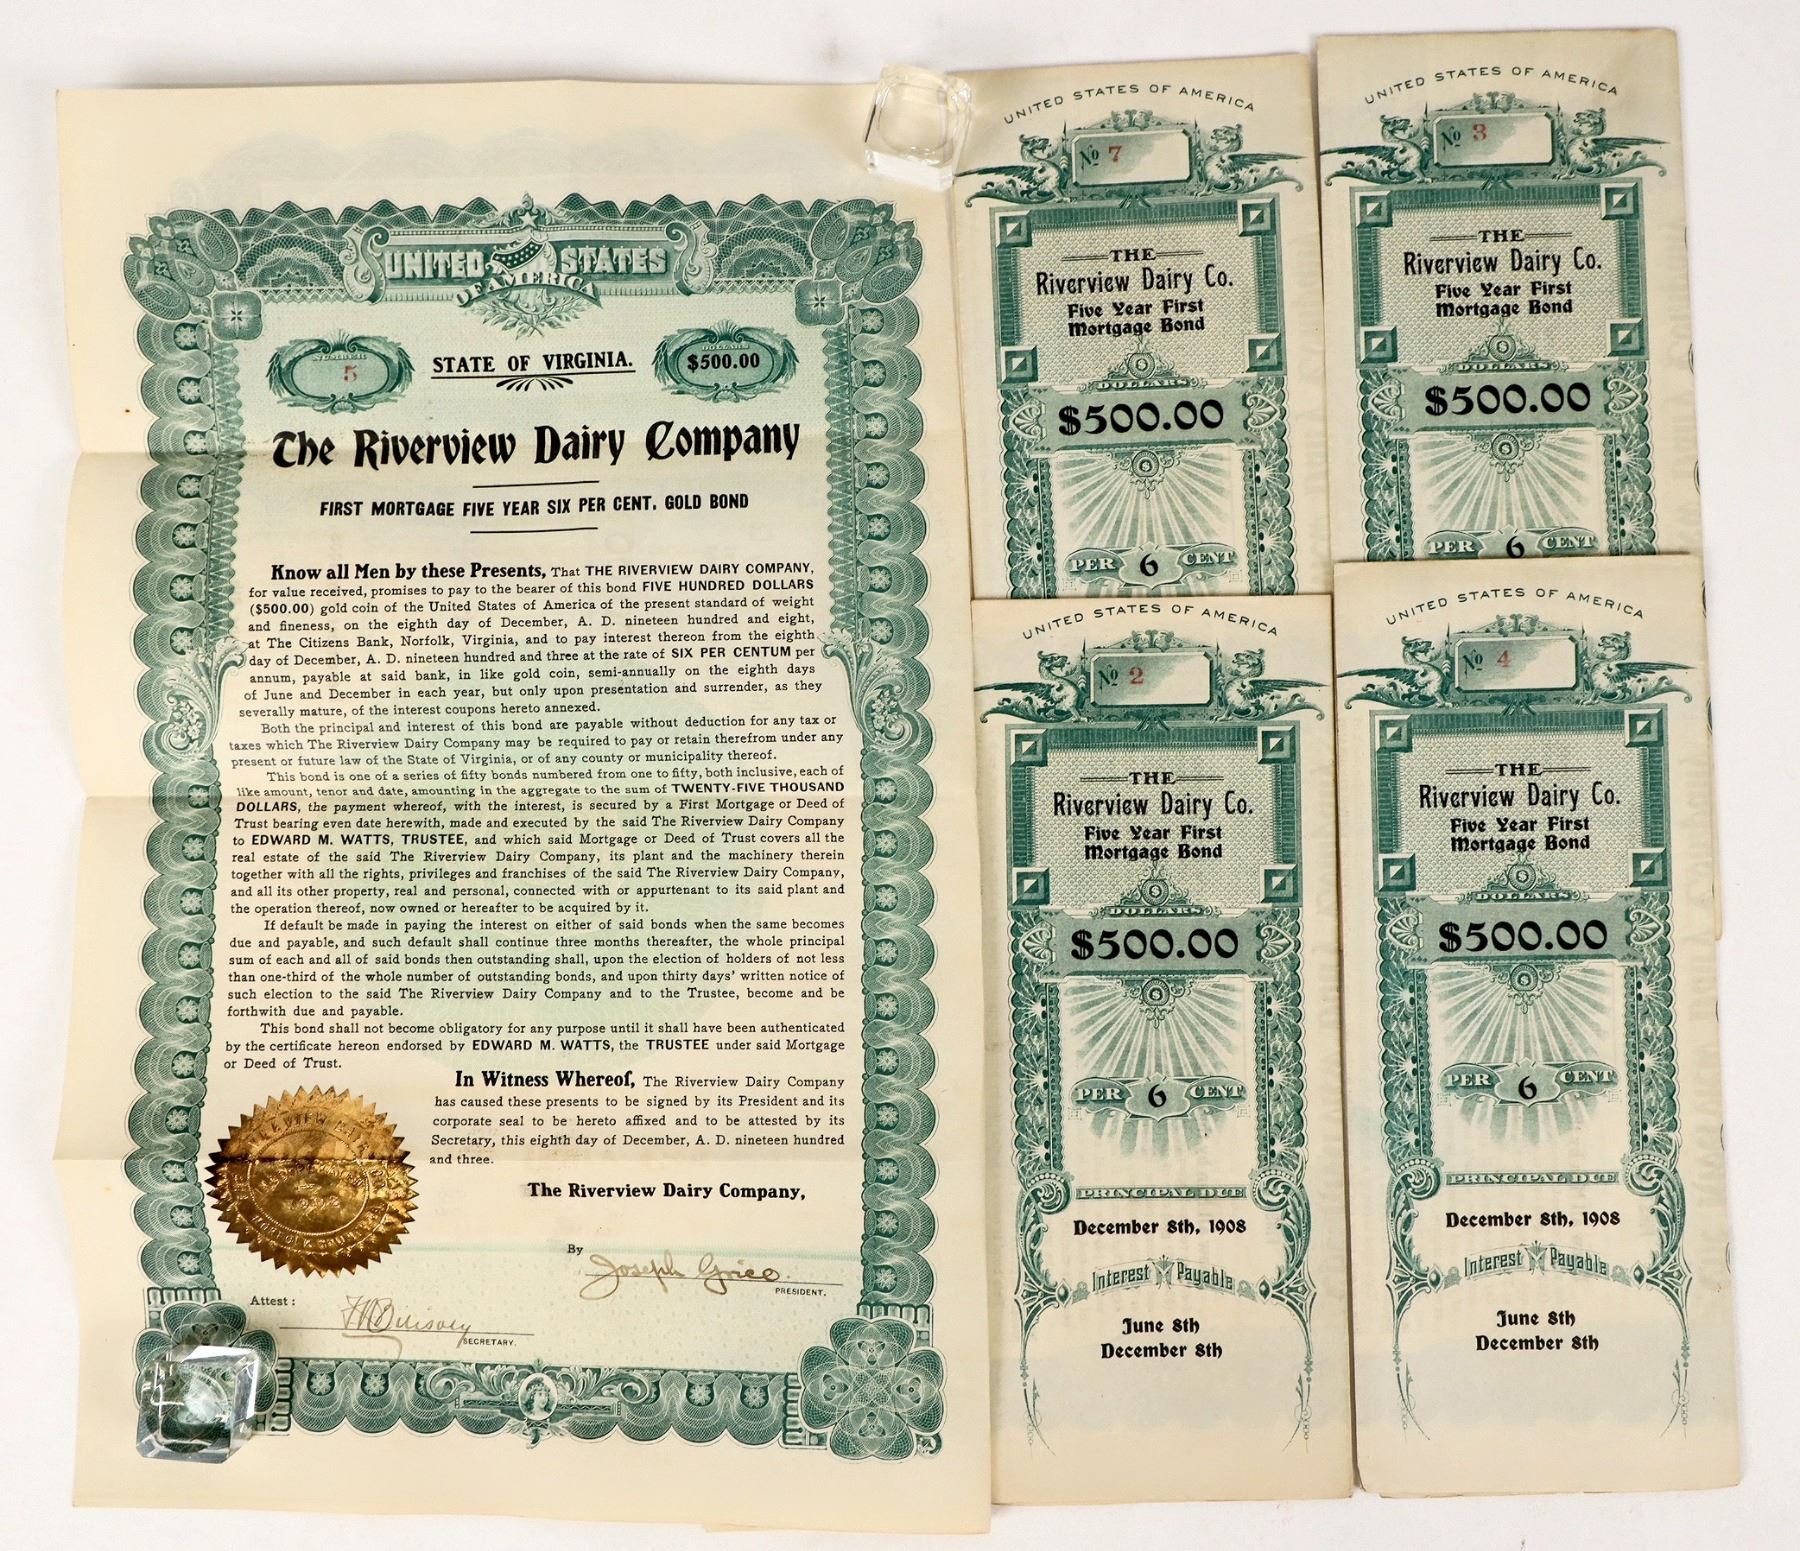 UNITED STATES
OF AMERICA
NUMBER
5
STATE OF VIRGINIA.
DOLLARS
$500.00
The Riverview Dairy Company
FIRST MORTGAGE FIVE YEAR SIX PER CENT. GOLD BOND
Know all Men by these Presents, That THE RIVERVIEW DAIRY COMPANY,
for value received, promises to pay to the bearer of this bond FIVE HUNDRED DOLLARS
($500.00) gold coin of the United States of America of the present standard of weight
and fineness, on the eighth day of December, A. D. nineteen hundred and eight,
at The Citizens Bank, Norfolk, Virginia, and to pay interest thereon from the eighth
day of December, A. D. nineteen hundred and three at the rate of SIX PER CENTUM per
annum, payable at said bank, in like gold coin, semi-annually on the eighth days
of June and December in each year, but only upon presentation and surrender, as they
severally mature, of the interest coupons hereto annexed.
Both the principal and interest of this bond are payable without deduction for any tax or
taxes which The Riverview Dairy Company may be required to pay or retain therefrom under any
present or future law of the State of Virginia, or of any county or municipality thereof.
This bond is one of a series of fifty bonds numbered from one to fifty, both inclusive, each of
like amount, tenor and date, amounting in the aggregate to the sum of TWENTY-FIVE THOUSAND
DOLLARS, the payment whereof, with the interest, is secured by a First Mortgage or Deed of
Trust bearing even date herewith, made and executed by the said The Riverview Dairy Company
to EDWARD M. WATTS, TRUSTEE, and which said Mortgage or Deed of Trust covers all the
real estate of the said The Riverview Dairy Company, its plant and the machinery therein
together with all the rights, privileges and franchises of the said The Riverview Dairy Company,
and all its other property, real and personal, connected with or appurtenant to its said plant and
the operation thereof, now owned or hereafter to be acquired by it.
If default be made in paying the interest on either of said bonds when the same becomes
due and payable, and such default shall continue three months thereafter, the whole principal
sum of each and all of said bonds then outstanding shall, upon the election of holders of not less
than one-third of the whole number of outstanding bonds, and upon thirty days' written notice of
such election to the said The Riverview Dairy Company and to the Trustee, become and be
forthwith due and payable.
This bond shall not become obligatory for any purpose until it shall have been authenticated
by the certificate hereon endorsed by EDWARD M. WATTS, the TRUSTEE under said Mortgage
or Deed of Trust.
In Witness Whereof, The Riverview Dairy Company
has caused these presents to be signed by its President and its
corporate seal to be hereto affixed and to be attested by its
Secretary, this eighth day of December, A. D. nineteen hundred
and three.
The Riverview Dairy Company,
By Joseph Grice.
PRESIDENT.
Attest:
SECRETARY.
UNITED STATES OF AMERICA
No 7
THE
Riverview Dairy Co.
Five Year First
Mortgage Bond
DOLLARS
$500.00
PER 6 CENT
UNITED STATES OF AMERICA
No 3
THE
Riverview Dairy Co.
Five Year First
Mortgage Bond
DOLLARS
$500.00
PER 6 CENT
UNITED STATES OF AMERICA
No 2
THE
Riverview Dairy Co.
Five Year First
Mortgage Bond
DOLLARS
$500.00
PER 6 CENT
PRINCIPAL DUE
December 8th, 1908
Interest Payable
June 8th
December 8th
UNITED STATES OF AMERICA
No 4
THE
Riverview Dairy Co.
Five Year First
Mortgage Bond
DOLLARS
$500.00
PER 6 CENT
PRINCIPAL DUE
December 8th, 1908
Interest Payable
June 8th
December 8th